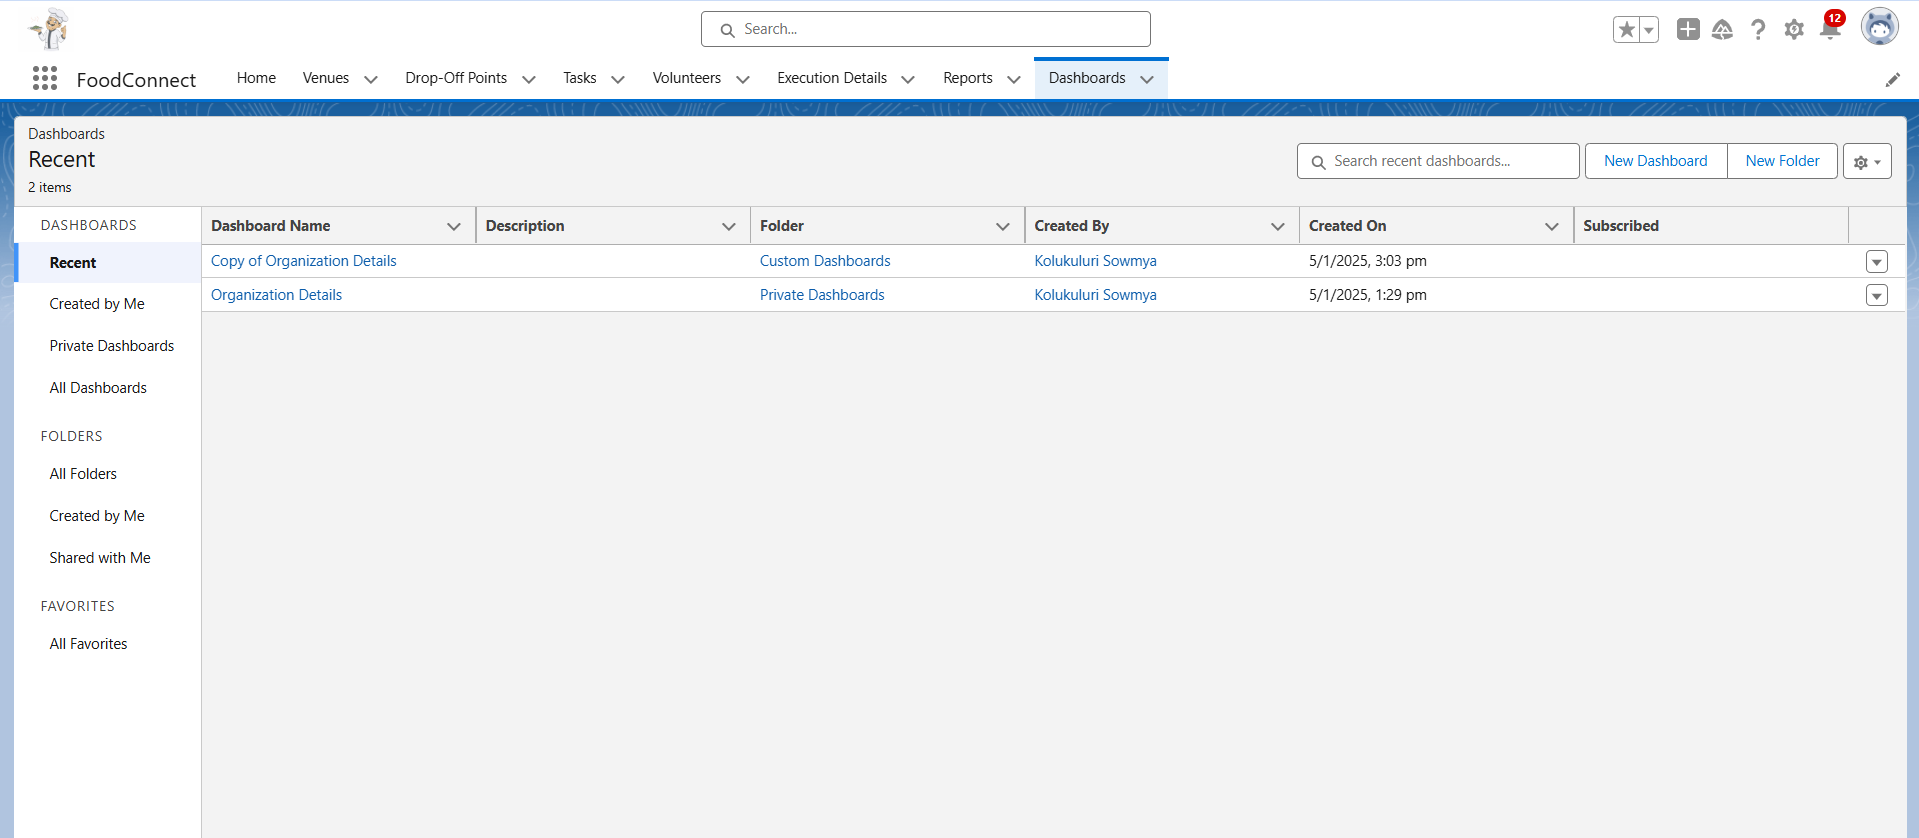 Search...
12
FoodConnect
Home
Venues
Drop-Off Points
Tasks
Volunteers
Execution Details
Reports
Dashboards
Dashboards
Recent
2 items
Search recent dashboards...
New Dashboard
New Folder
DASHBOARDS
Recent
Created by Me
Private Dashboards
All Dashboards
FOLDERS
All Folders
Created by Me
Shared with Me
FAVORITES
All Favorites
Dashboard Name Description Folder Created By Created On Subscribed
Copy of Organization Details Custom Dashboards Kolukuluri Sowmya 5/1/2025, 3:03 pm
Organization Details Private Dashboards Kolukuluri Sowmya 5/1/2025, 1:29 pm